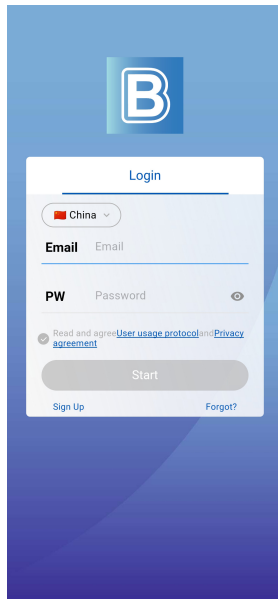 B
Login
🇨🇳 China
Email Email
PW Password
Read and agreeUser usage protocolandPrivacy
agreement
Start
Sign Up Forgot?